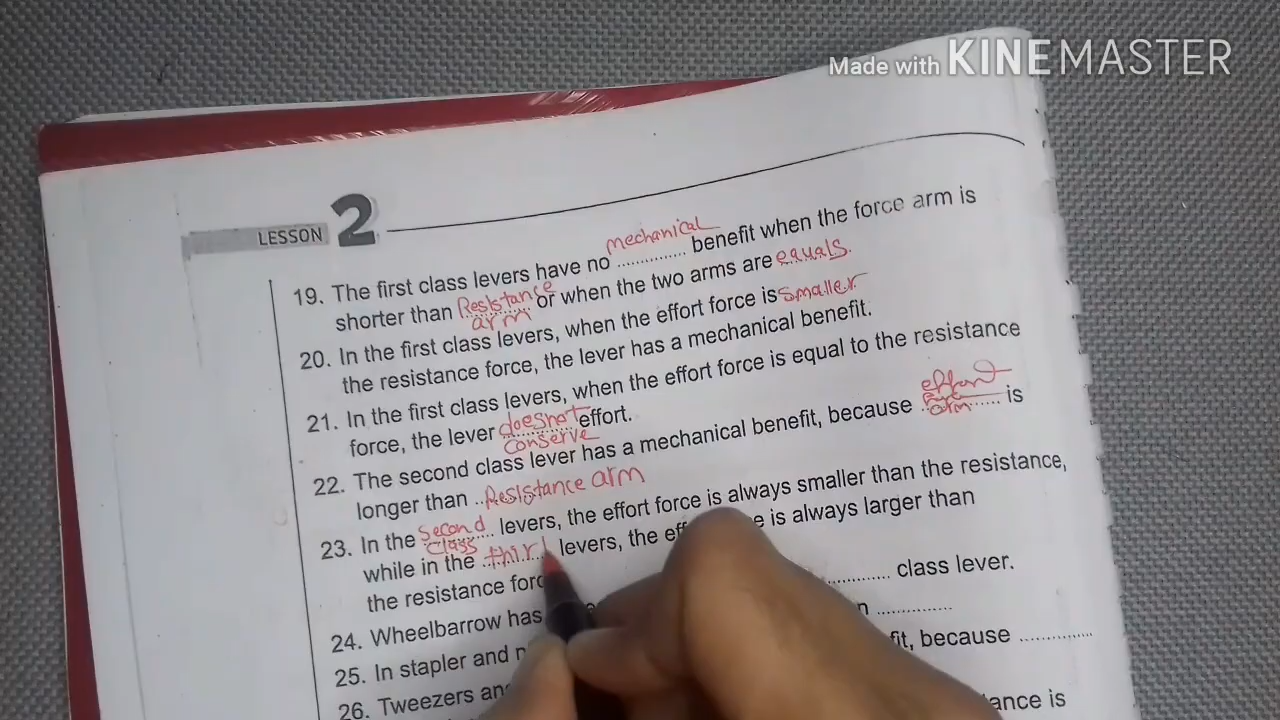 Made with KINEMASTER
LESSON 2
mechanical
19. The first class levers have no ............... benefit when the force arm is
shorter than Resistance arm or when the two arms are equals.
20. In the first class levers, when the effort force is smaller
the resistance force, the lever has a mechanical benefit.
21. In the first class levers, when the effort force is equal to the resistance
force, the lever doesnot conserve effort.
22. The second class lever has a mechanical benefit, because effort arm is
longer than Resistance arm
23. In the second class levers, the effort force is always smaller than the resistance,
while in the third levers, the is always larger than
the resistance
24. Wheelbarrow has class lever.
25. In stapler and ...............
26. Tweezers because ...............
is